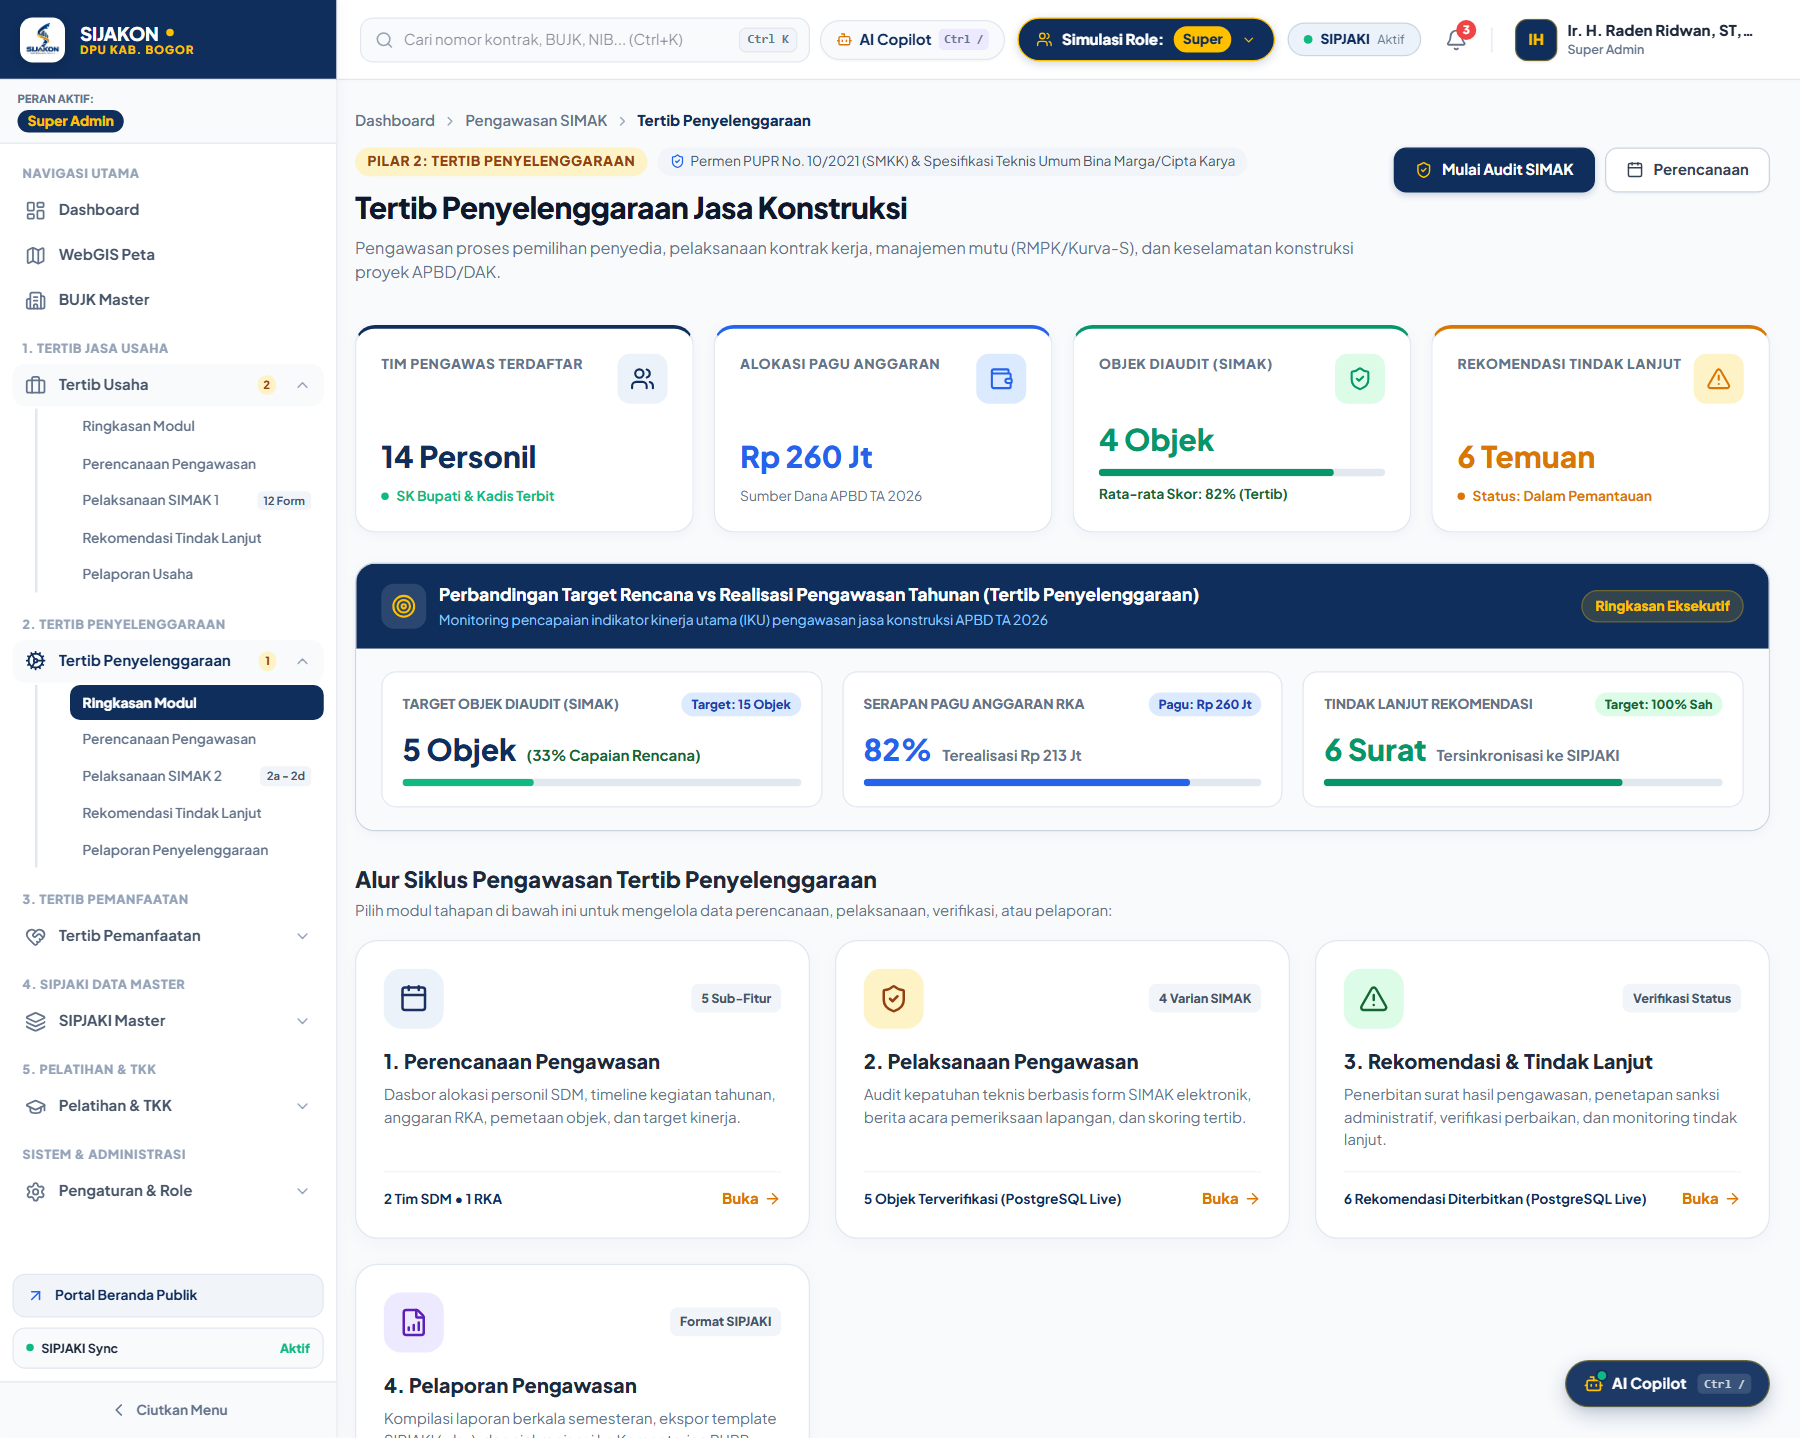 SIJAKON
DPU KAB. BOGOR
SIJAKON
Cari nomor kontrak, BUJK, NIB... (Ctrl+K)
Ctrl K
AI Copilot
Ctrl /
Simulasi Role:
Super
SIPJAKI Aktif
3
IH
Ir. H. Raden Ridwan, ST,...
Super Admin
PERAN AKTIF:
Super Admin
NAVIGASI UTAMA
Dashboard
WebGIS Peta
BUJK Master
1. TERTIB JASA USAHA
Tertib Usaha
2
Ringkasan Modul
Perencanaan Pengawasan
Pelaksanaan SIMAK 1
12 Form
Rekomendasi Tindak Lanjut
Pelaporan Usaha
2. TERTIB PENYELENGGARAAN
Tertib Penyelenggaraan
1
Ringkasan Modul
Perencanaan Pengawasan
Pelaksanaan SIMAK 2
2a - 2d
Rekomendasi Tindak Lanjut
Pelaporan Penyelenggaraan
3. TERTIB PEMANFAATAN
Tertib Pemanfaatan
4. SIPJAKI DATA MASTER
SIPJAKI Master
5. PELATIHAN & TKK
Pelatihan & TKK
SISTEM & ADMINISTRASI
Pengaturan & Role
Portal Beranda Publik
SIPJAKI Sync
Aktif
Ciutkan Menu
Dashboard > Pengawasan SIMAK > Tertib Penyelenggaraan
PILAR 2: TERTIB PENYELENGGARAAN
Permen PUPR No. 10/2021 (SMKK) & Spesifikasi Teknis Umum Bina Marga/Cipta Karya
Mulai Audit SIMAK
Perencanaan
Tertib Penyelenggaraan Jasa Konstruksi
Pengawasan proses pemilihan penyedia, pelaksanaan kontrak kerja, manajemen mutu (RMPK/Kurva-S), dan keselamatan konstruksi
proyek APBD/DAK.
TIM PENGAWAS TERDAFTAR
14 Personil
SK Bupati & Kadis Terbit
ALOKASI PAGU ANGGARAN
Rp 260 Jt
Sumber Dana APBD TA 2026
OBJEK DIAUDIT (SIMAK)
4 Objek
Rata-rata Skor: 82% (Tertib)
REKOMENDASI TINDAK LANJUT
6 Temuan
Status: Dalam Pemantauan
Perbandingan Target Rencana vs Realisasi Pengawasan Tahunan (Tertib Penyelenggaraan)
Monitoring pencapaian indikator kinerja utama (IKU) pengawasan jasa konstruksi APBD TA 2026
Ringkasan Eksekutif
TARGET OBJEK DIAUDIT (SIMAK)
Target: 15 Objek
5 Objek (33% Capaian Rencana)
SERAPAN PAGU ANGGARAN RKA
Pagu: Rp 260 Jt
82% Terealisasi Rp 213 Jt
TINDAK LANJUT REKOMENDASI
Target: 100% Sah
6 Surat Tersinkronisasi ke SIPJAKI
Alur Siklus Pengawasan Tertib Penyelenggaraan
Pilih modul tahapan di bawah ini untuk mengelola data perencanaan, pelaksanaan, verifikasi, atau pelaporan:
5 Sub-Fitur
1. Perencanaan Pengawasan
Dasbor alokasi personil SDM, timeline kegiatan tahunan,
anggaran RKA, pemetaan objek, dan target kinerja.
2 Tim SDM • 1 RKA
Buka →
4 Varian SIMAK
2. Pelaksanaan Pengawasan
Audit kepatuhan teknis berbasis form SIMAK elektronik,
berita acara pemeriksaan lapangan, dan skoring tertib.
5 Objek Terverifikasi (PostgreSQL Live)
Buka →
Verifikasi Status
3. Rekomendasi & Tindak Lanjut
Penerbitan surat hasil pengawasan, penetapan sanksi
administratif, verifikasi perbaikan, dan monitoring tindak
lanjut.
6 Rekomendasi Diterbitkan (PostgreSQL Live)
Buka →
Format SIPJAKI
4. Pelaporan Pengawasan
Kompilasi laporan berkala semesteran, ekspor template
AI Copilot
Ctrl /